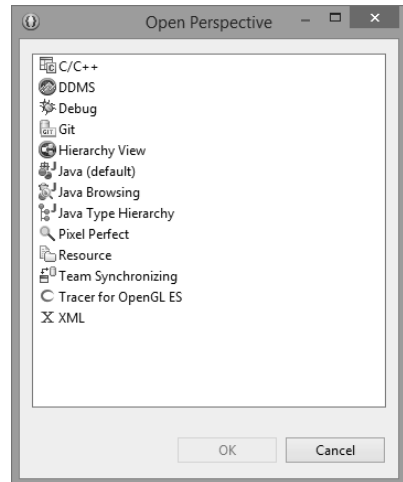 Open Perspective
C/C++
DDMS
Debug
Git
Hierarchy View
Java (default)
Java Browsing
Java Type Hierarchy
Pixel Perfect
Resource
Team Synchronizing
Tracer for OpenGL ES
XML
OK
Cancel